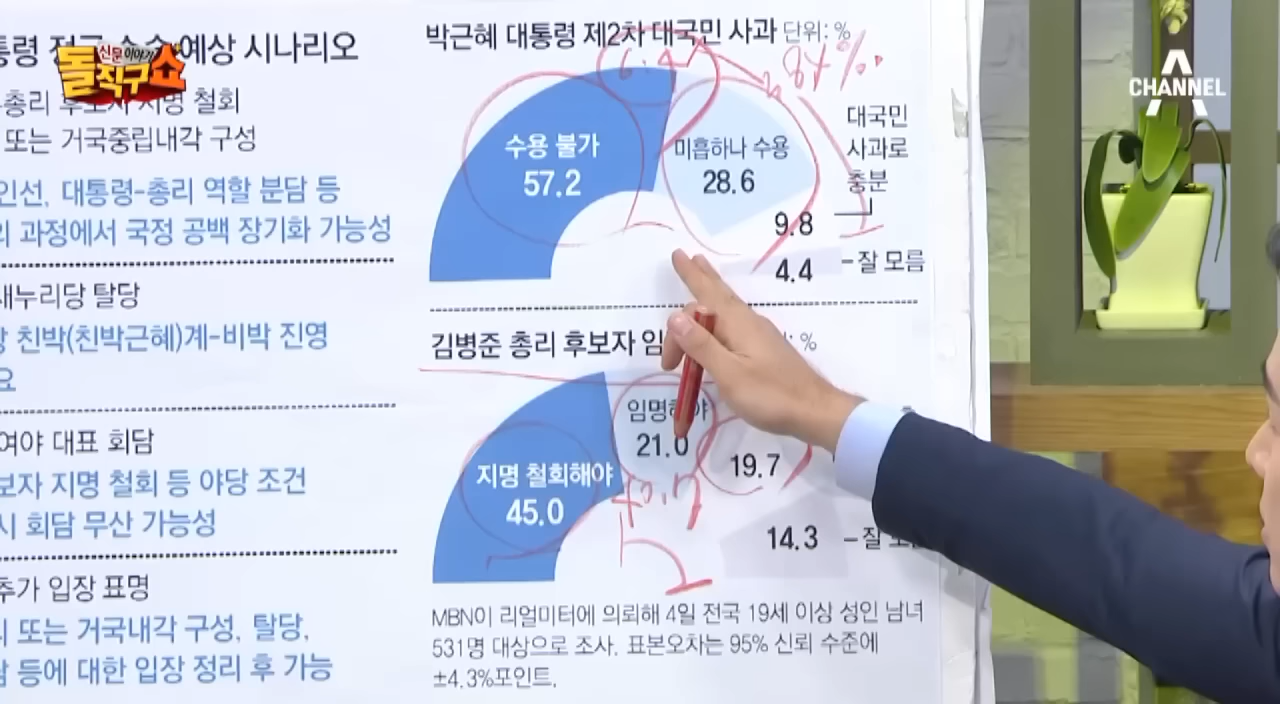 신문이야기
돌직구쇼
CHANNEL A
예상 시나리오
지명 철회
또는 거국중립내각 구성
인선, 대통령-총리 역할 분담 등
과정에서 국정 공백 장기화 가능성
새누리당 탈당
친박(친박근혜)계-비박 진영
요
여야 대표 회담
보자 지명 철회 등 야당 조건
시 회담 무산 가능성
추가 입장 표명
또는 거국내각 구성, 탈당,
등에 대한 입장 정리 후 가능
박근혜 대통령 제2차 대국민 사과 단위: %
84%
수용 불가
57.2
미흡하나 수용
28.6
대국민
사과로
충분
9.8
4.4
잘 모름
김병준 총리 후보자 임
: %
지명 철회해야
45.0
임명해야
21.0
19.7
14.3
잘
MBN이 리얼미터에 의뢰해 4일 전국 19세 이상 성인 남녀
531명 대상으로 조사. 표본오차는 95% 신뢰 수준에
±4.3%포인트.